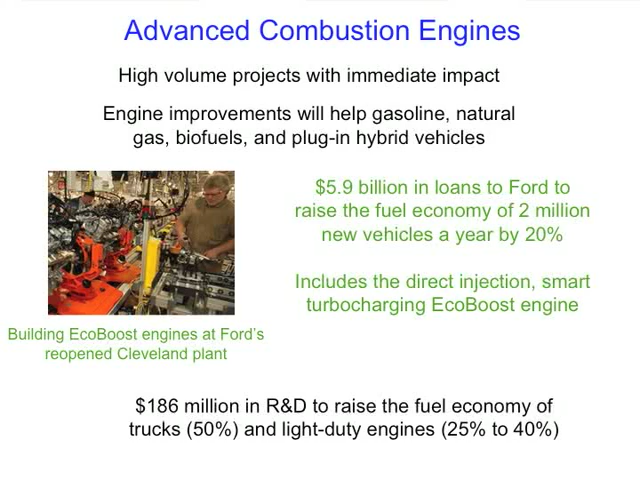 Advanced Combustion Engines
High volume projects with immediate impact
Engine improvements will help gasoline, natural
gas, biofuels, and plug-in hybrid vehicles
$5.9 billion in loans to Ford to
raise the fuel economy of 2 million
new vehicles a year by 20%
Includes the direct injection, smart
turbocharging EcoBoost engine
Building EcoBoost engines at Ford’s
reopened Cleveland plant
$186 million in R&D to raise the fuel economy of
trucks (50%) and light-duty engines (25% to 40%)